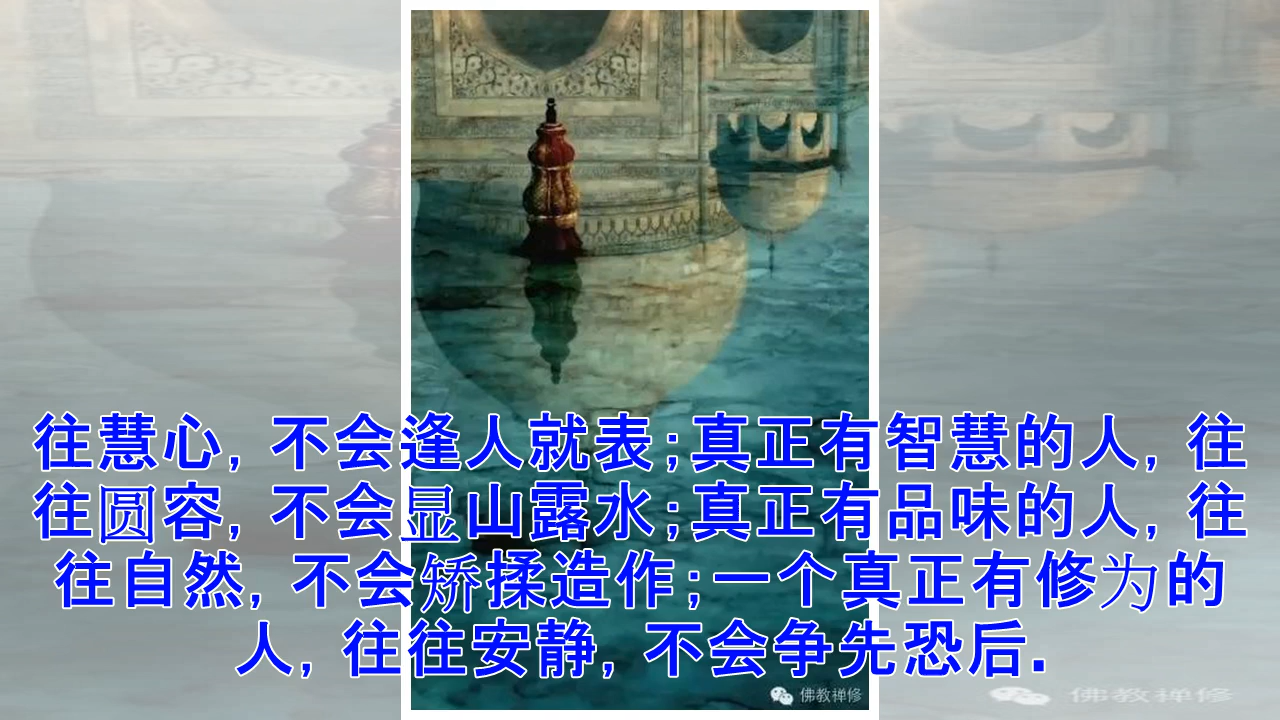 往慧心,不会逢人就表;真正有智慧的人,往
往圆容,不会显山露水;真正有品味的人,往
往自然,不会矫揉造作;一个真正有修为的
人,往往安静,不会争先恐后.
佛教禅修
佛教禅修